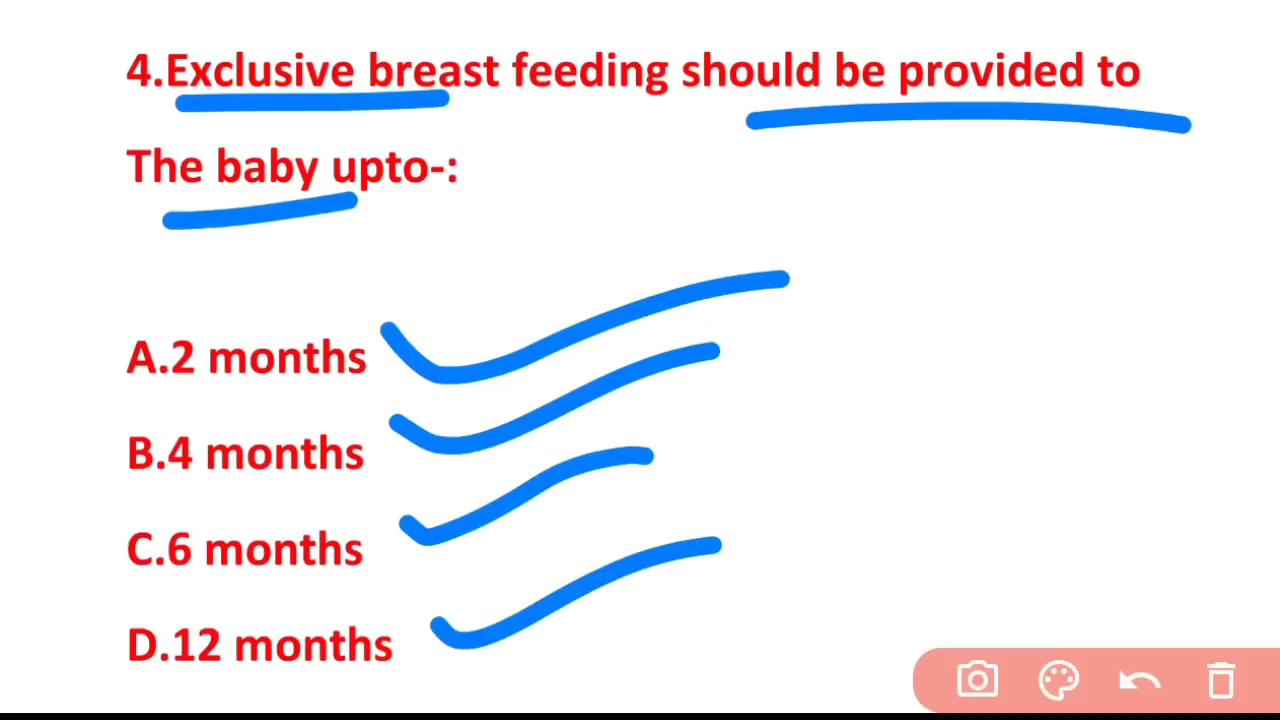 4.Exclusive breast feeding should be provided to
The baby upto-:
A.2 months
B.4 months
C.6 months
D.12 months